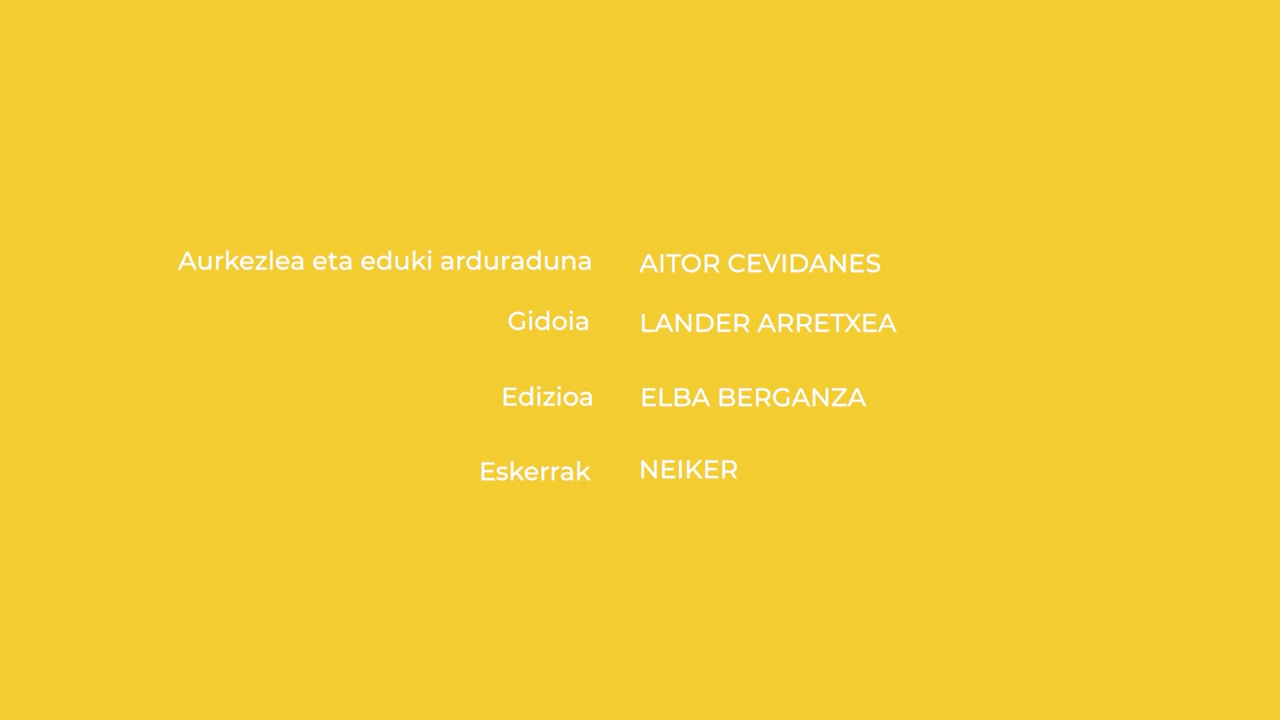 Aurkezlea eta eduki arduraduna AITOR CEVIDANES
Gidoia LANDER ARRETXEA
Edizioa ELBA BERGANZA
Eskerrak NEIKER